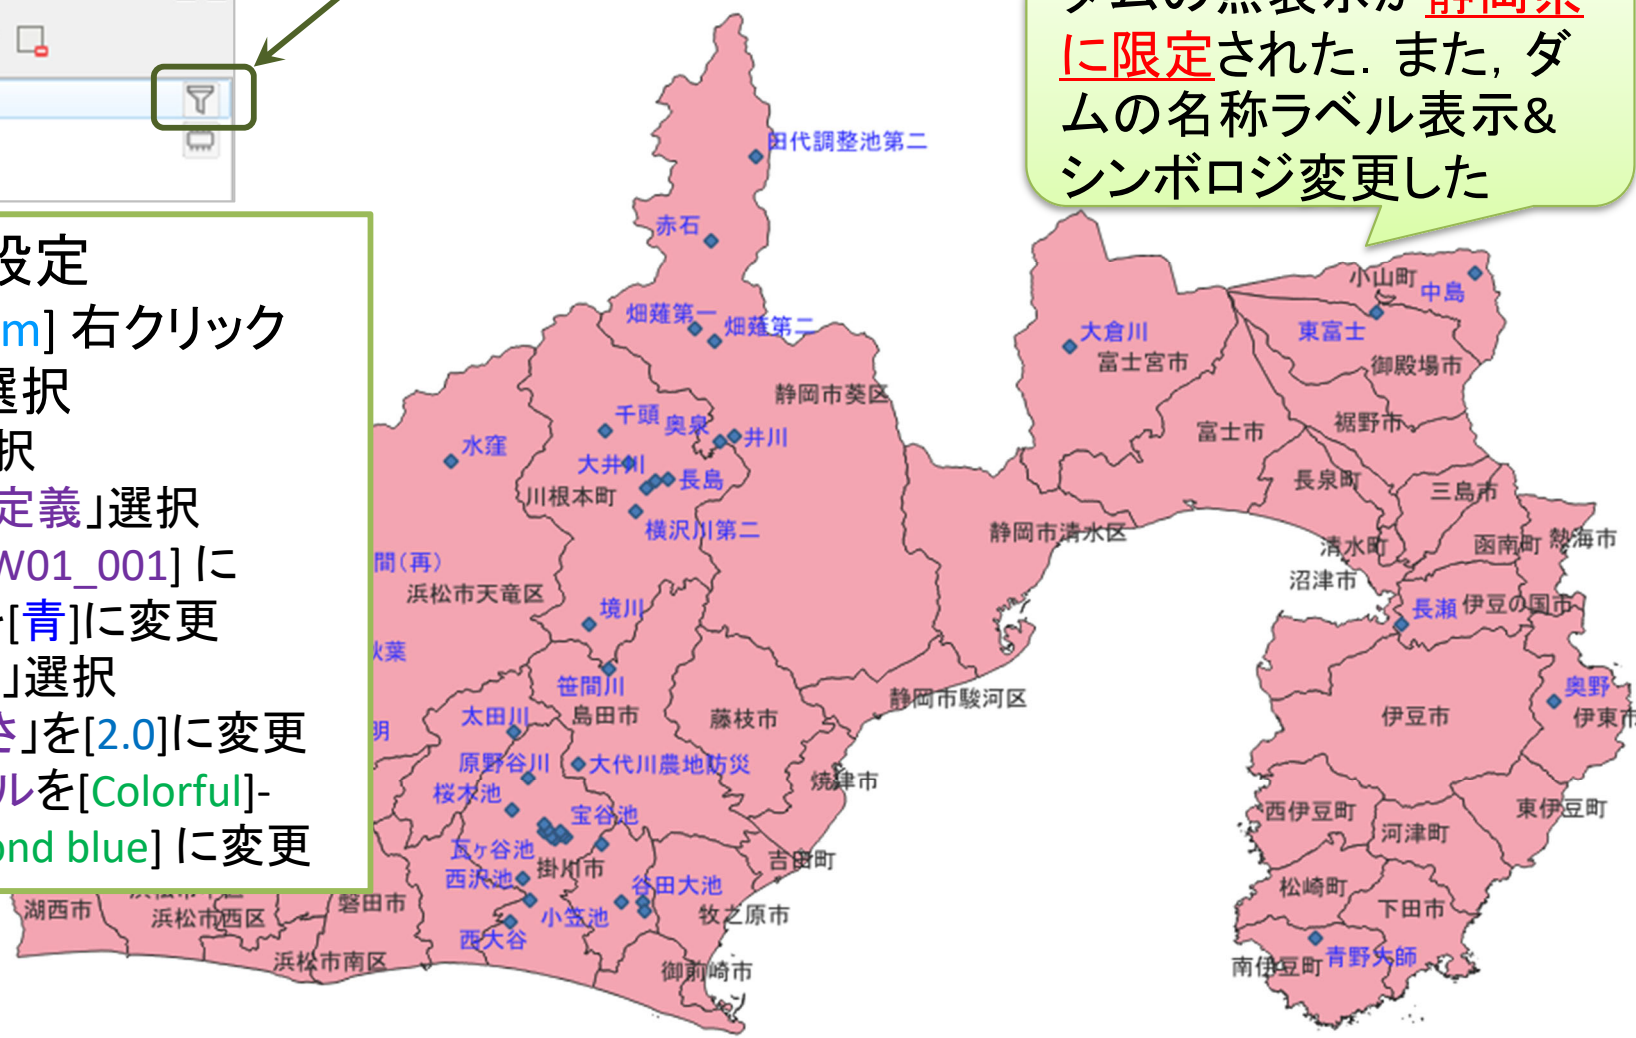 ダムの点表示が静岡県
に限定された．また，ダ
ムの名称ラベル表示&
シンボロジ変更した
設定
m] 右クリック
選択
択
定義」選択
W01_001] に
[青]に変更
」選択
さ」を[2.0]に変更
ルを[Colorful]-
ond blue] に変更
田代調整池第二
赤石
畑薙第一
畑薙第二
静岡市葵区
千頭
奥泉
井川
水窪
大井川
長島
川根本町
横沢川第二
間(再)
浜松市天竜区
境川
秋葉
笹間川
太田川
島田市
藤枝市
明
原野谷川
大代川農地防災
桜木池
宝谷池
瓦ヶ谷池
掛川市
西沢池
谷田大池
小笠池
西大谷
牧之原市
御前崎市
吉田町
焼津市
静岡市駿河区
静岡市清水区
湖西市
浜松市西区
磐田市
浜松市南区
小山町
中島
大倉川
富士宮市
東富士
御殿場市
富士市
裾野市
長泉町
三島市
清水町
函南町
熱海市
沼津市
長瀬
伊豆の国市
奥野
伊豆市
伊東市
西伊豆町
東伊豆町
河津町
松崎町
下田市
南伊豆町
青野大師